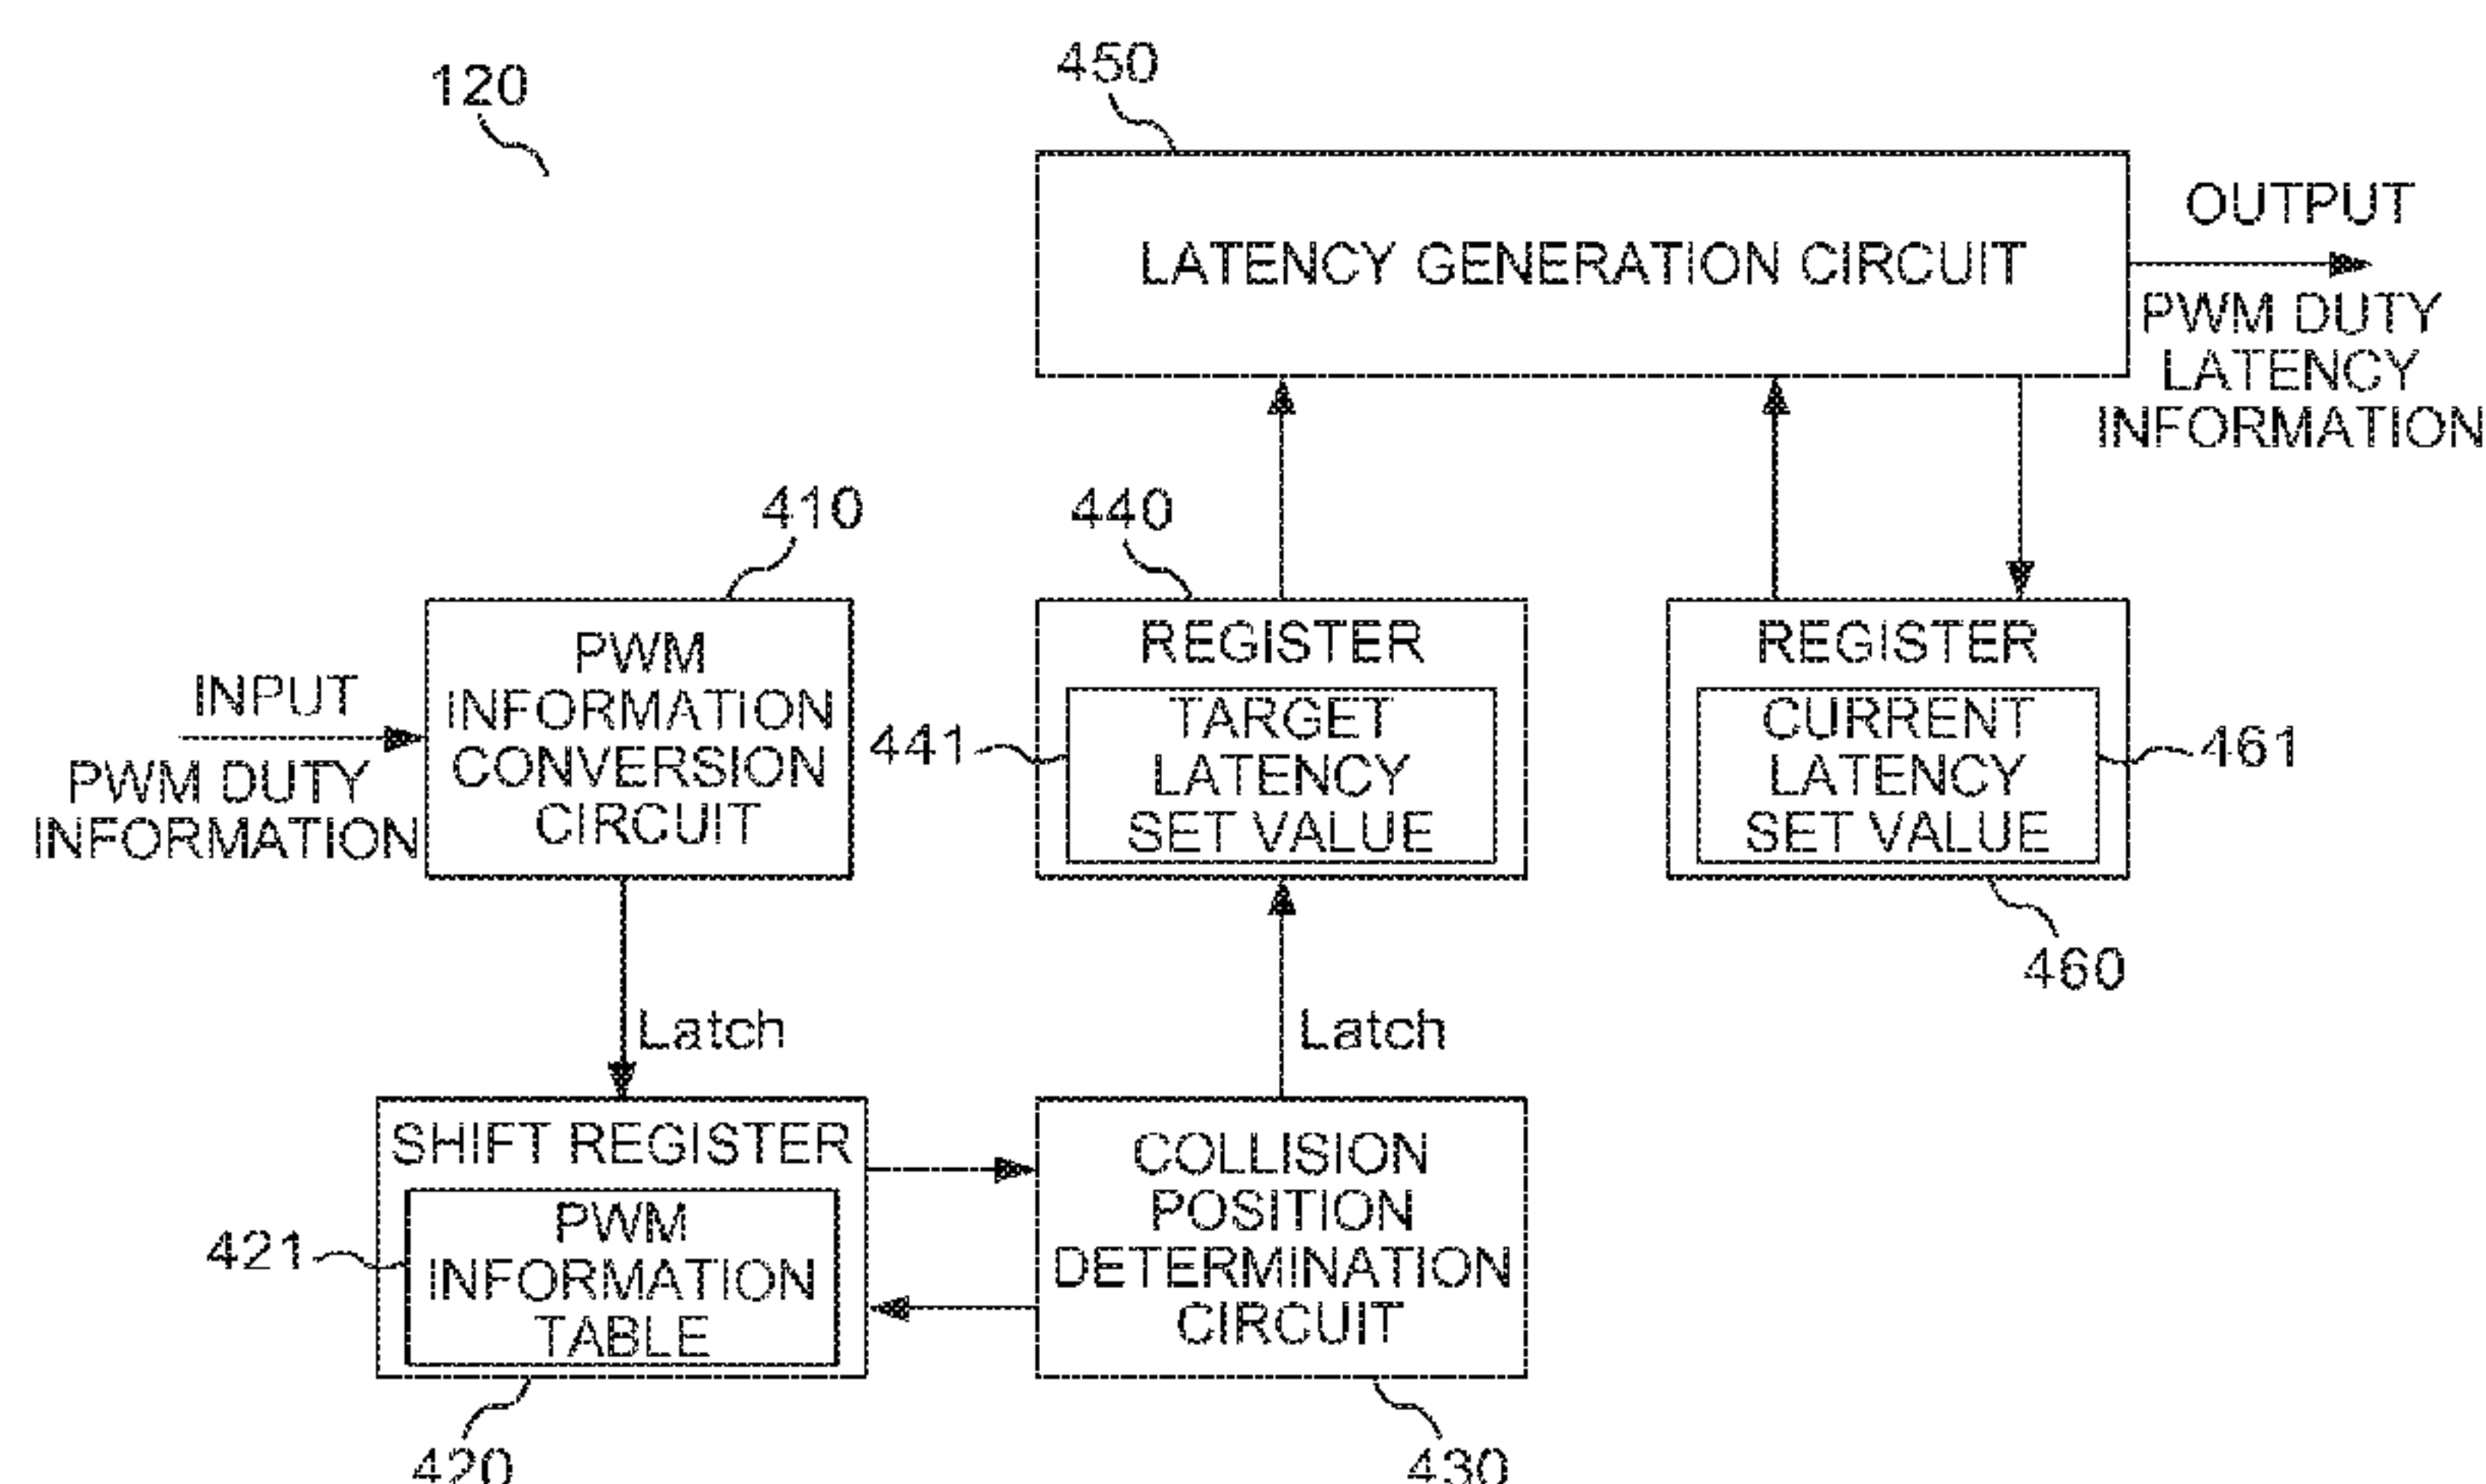 120
450
LATENCY GENERATION CIRCUIT
OUTPUT
PWM DUTY
LATENCY
INFORMATION
410
440
INPUT
PWM DUTY
INFORMATION
PWM
INFORMATION
CONVERSION
CIRCUIT
441
REGISTER
TARGET
LATENCY
SET VALUE
REGISTER
CURRENT
LATENCY
SET VALUE
461
460
Latch
Latch
SHIFT REGISTER
421
PWM
INFORMATION
TABLE
COLLISION
POSITION
DETERMINATION
CIRCUIT
420
430